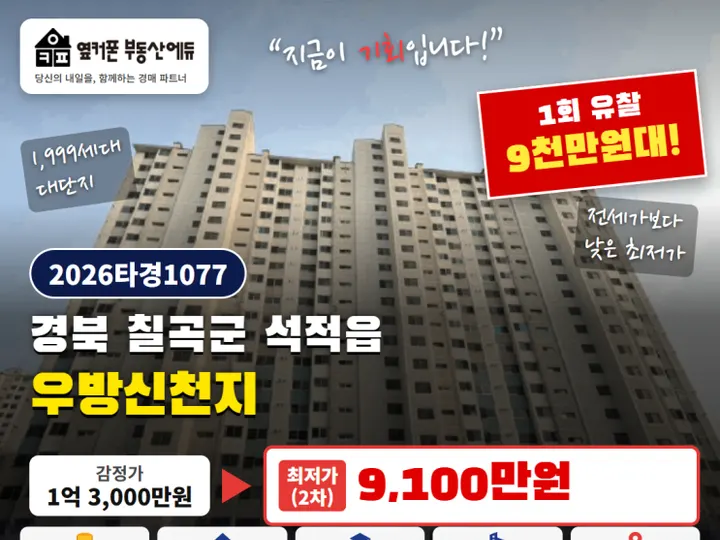 옆커폰 부동산에듀
당신의 내일을, 함께하는 경매 파트너
“지금이 기회입니다!”
1회 유찰
9천만원대!
1,999세대
대단지
전세가보다
낮은 최저가
2026타경1077
경북 칠곡군 석적읍
우방신천지
감정가
1억 3,000만원
최저가
(2차)
9,100만원